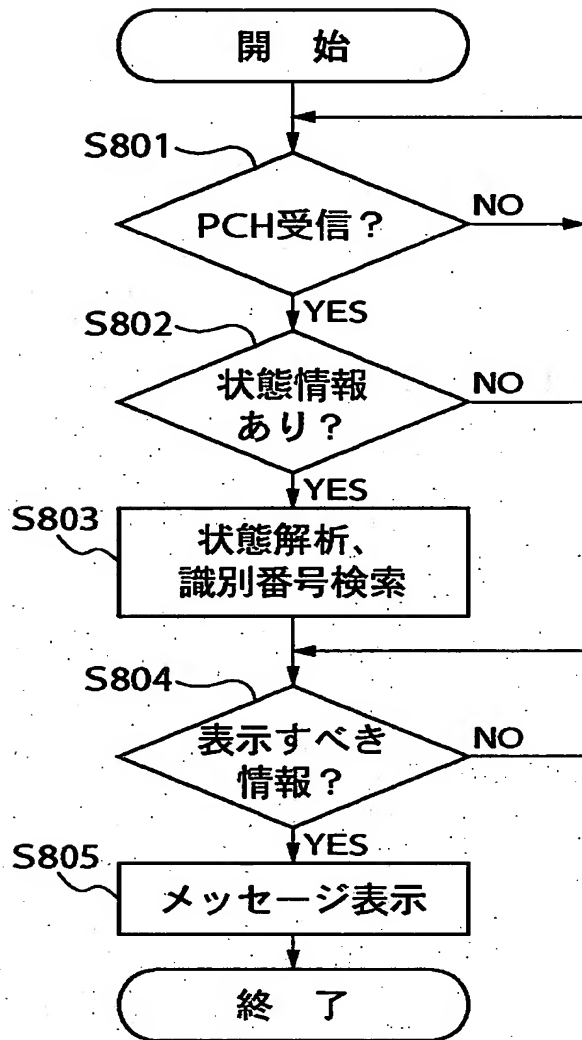 開 始
S801
PCH受信？
NO
YES
S802
状態情報
あり？
NO
YES
S803
状態解析、
識別番号検索
S804
表示すべき
情報？
NO
YES
S805
メッセージ表示
終 了